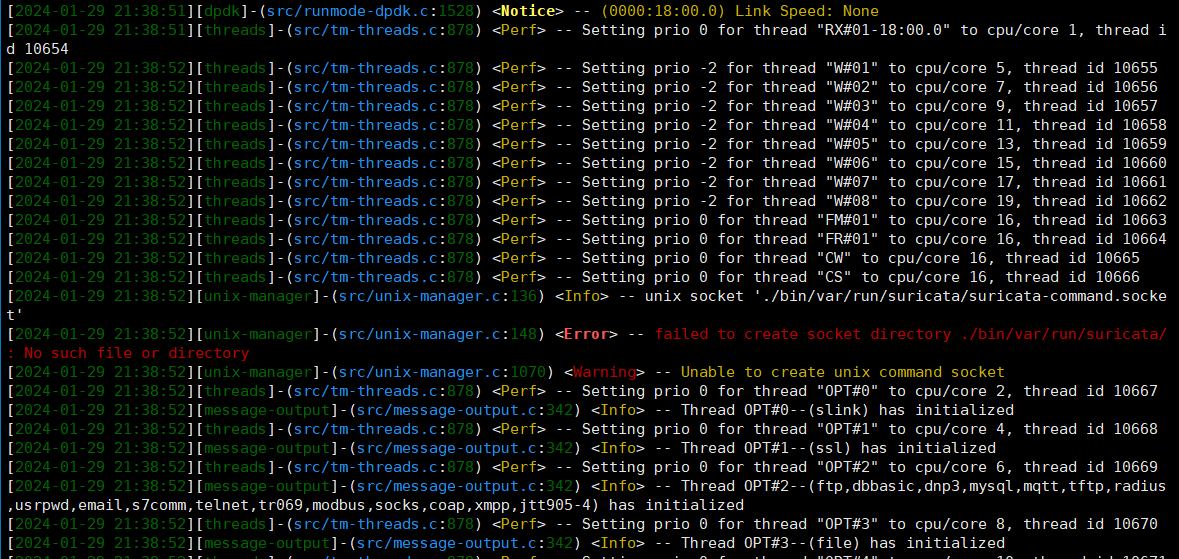 [2024-01-29 21:38:51][dpdk]-(src/runmode-dpdk.c:1528) <Notice> -- (0000:18:00.0) Link Speed: None
[2024-01-29 21:38:51][threads]-(src/tm-threads.c:878) <Perf> -- Setting prio 0 for thread "RX#01-18:00.0" to cpu/core 1, thread i
d 10654
[2024-01-29 21:38:52][threads]-(src/tm-threads.c:878) <Perf> -- Setting prio -2 for thread "W#01" to cpu/core 5, thread id 10655
[2024-01-29 21:38:52][threads]-(src/tm-threads.c:878) <Perf> -- Setting prio -2 for thread "W#02" to cpu/core 7, thread id 10656
[2024-01-29 21:38:52][threads]-(src/tm-threads.c:878) <Perf> -- Setting prio -2 for thread "W#03" to cpu/core 9, thread id 10657
[2024-01-29 21:38:52][threads]-(src/tm-threads.c:878) <Perf> -- Setting prio -2 for thread "W#04" to cpu/core 11, thread id 10658
[2024-01-29 21:38:52][threads]-(src/tm-threads.c:878) <Perf> -- Setting prio -2 for thread "W#05" to cpu/core 13, thread id 10659
[2024-01-29 21:38:52][threads]-(src/tm-threads.c:878) <Perf> -- Setting prio -2 for thread "W#06" to cpu/core 15, thread id 10660
[2024-01-29 21:38:52][threads]-(src/tm-threads.c:878) <Perf> -- Setting prio -2 for thread "W#07" to cpu/core 17, thread id 10661
[2024-01-29 21:38:52][threads]-(src/tm-threads.c:878) <Perf> -- Setting prio -2 for thread "W#08" to cpu/core 19, thread id 10662
[2024-01-29 21:38:52][threads]-(src/tm-threads.c:878) <Perf> -- Setting prio 0 for thread "FM#01" to cpu/core 16, thread id 10663
[2024-01-29 21:38:52][threads]-(src/tm-threads.c:878) <Perf> -- Setting prio 0 for thread "FR#01" to cpu/core 16, thread id 10664
[2024-01-29 21:38:52][threads]-(src/tm-threads.c:878) <Perf> -- Setting prio 0 for thread "CW" to cpu/core 16, thread id 10665
[2024-01-29 21:38:52][threads]-(src/tm-threads.c:878) <Perf> -- Setting prio 0 for thread "CS" to cpu/core 16, thread id 10666
[2024-01-29 21:38:52][unix-manager]-(src/unix-manager.c:136) <Info> -- unix socket './bin/var/run/suricata/suricata-command.socke
t'
[2024-01-29 21:38:52][unix-manager]-(src/unix-manager.c:148) <Error> -- failed to create socket directory ./bin/var/run/suricata/
: No such file or directory
[2024-01-29 21:38:52][unix-manager]-(src/unix-manager.c:1070) <Warning> -- Unable to create unix command socket
[2024-01-29 21:38:52][threads]-(src/tm-threads.c:878) <Perf> -- Setting prio 0 for thread "OPT#0" to cpu/core 2, thread id 10667
[2024-01-29 21:38:52][message-output]-(src/message-output.c:342) <Info> -- Thread OPT#0--(slink) has initialized
[2024-01-29 21:38:52][threads]-(src/tm-threads.c:878) <Perf> -- Setting prio 0 for thread "OPT#1" to cpu/core 4, thread id 10668
[2024-01-29 21:38:52][message-output]-(src/message-output.c:342) <Info> -- Thread OPT#1--(ssl) has initialized
[2024-01-29 21:38:52][threads]-(src/tm-threads.c:878) <Perf> -- Setting prio 0 for thread "OPT#2" to cpu/core 6, thread id 10669
[2024-01-29 21:38:52][message-output]-(src/message-output.c:342) <Info> -- Thread OPT#2--(ftp,dbbasic,dnp3,mysql,mqtt,tftp,radius
,usrpwd,email,s7comm,telnet,tr069,modbus,socks,coap,xmpp,jtt905-4) has initialized
[2024-01-29 21:38:52][threads]-(src/tm-threads.c:878) <Perf> -- Setting prio 0 for thread "OPT#3" to cpu/core 8, thread id 10670
[2024-01-29 21:38:52][message-output]-(src/message-output.c:342) <Info> -- Thread OPT#3--(file) has initialized
[2024-01-29 21:38:52][threads]-(src/tm-threads.c:878) <Perf> -- Setting prio 0 for thread "OPT#4" to cpu/core 10, thread id 10671